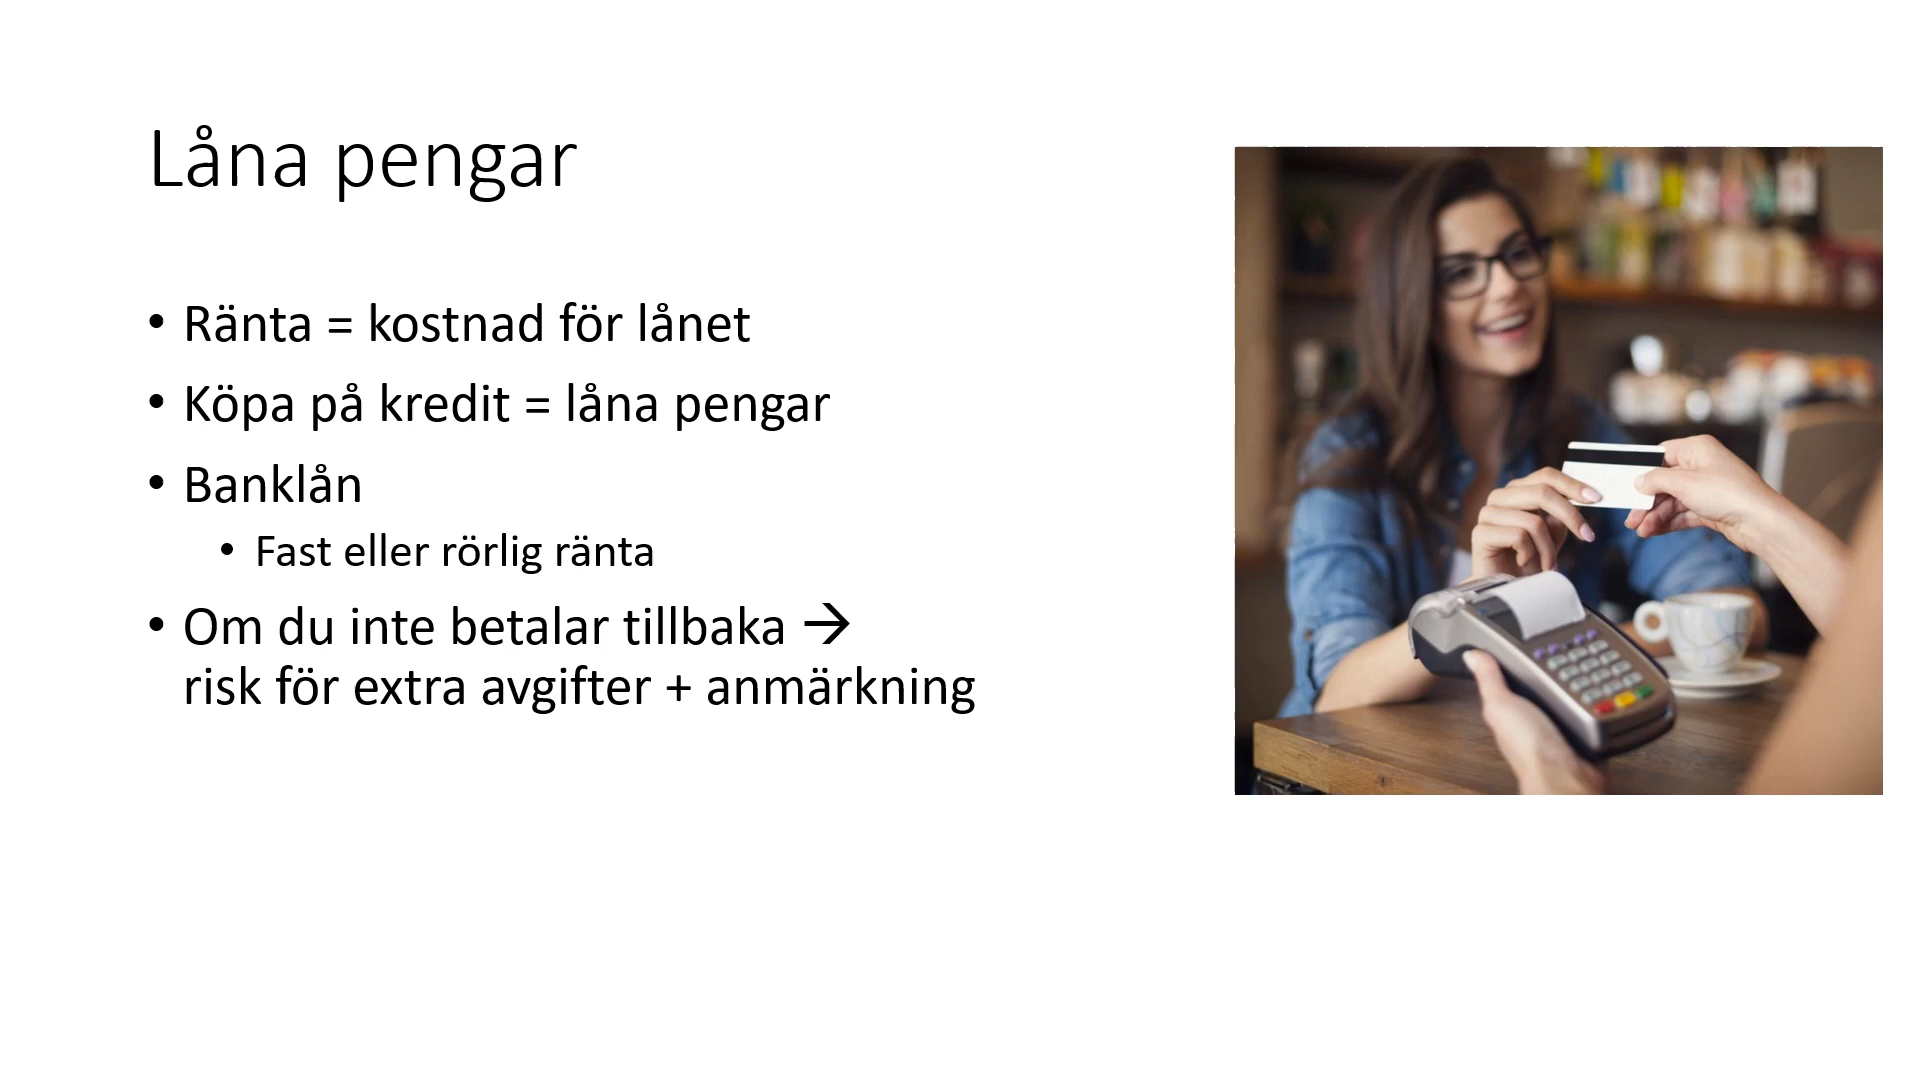 Låna pengar
• Ränta = kostnad för lånet
• Köpa på kredit = låna pengar
• Banklån
• Fast eller rörlig ränta
• Om du inte betalar tillbaka →
risk för extra avgifter + anmärkning